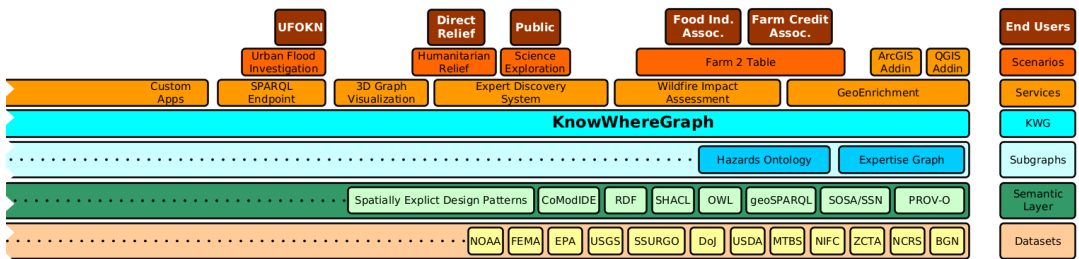 UFOKN
Direct
Relief
Public
Food Ind.
Assoc.
Farm Credit
Assoc.
End Users
Urban Flood
Investigation
Humanitarian
Relief
Science
Exploration
Farm 2 Table
ArcGIS
Addin
QGIS
Addin
Scenarios
Custom
Apps
SPARQL
Endpoint
3D Graph
Visualization
Expert Discovery
System
Wildfire Impact
Assessment
GeoEnrichment
Services
KnowWhereGraph
KWG
Hazards Ontology
Expertise Graph
Subgraphs
Spatially Explict Design Patterns
CoModIDE
RDF
SHACL
OWL
geoSPARQL
SOSA/SSN
PROV-O
Semantic
Layer
NOAA
FEMA
EPA
USGS
SSURGO
DoJ
USDA
MTBS
NIFC
ZCTA
NCRS
BGN
Datasets